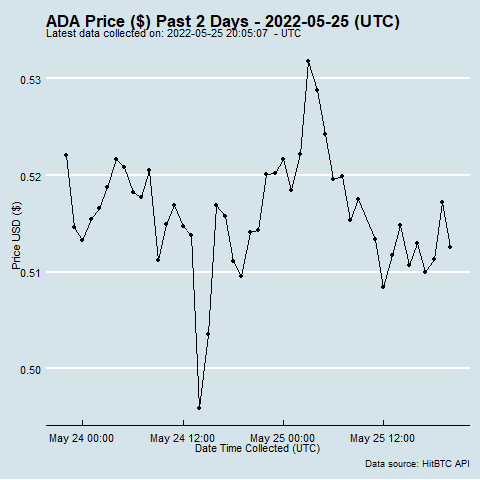 ADA Price ($) Past 2 Days - 2022-05-25 (UTC)
Latest data collected on: 2022-05-25 20:05:07 - UTC
0.53
0.52
0.51
0.50
Price USD ($)
May 24 00:00 May 24 12:00 May 25 00:00 May 25 12:00
Date Time Collected (UTC)
Data source: HitBTC API